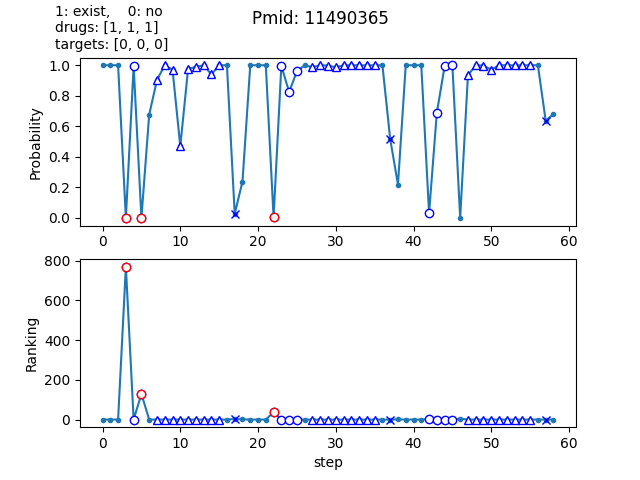 1: exist,    0: no
drugs: [1, 1, 1]
targets: [0, 0, 0]
Pmid: 11490365
Probability
1.0
0.8
0.6
0.4
0.2
0.0
0 10 20 30 40 50 60
Ranking
800
600
400
200
0
0 10 20 30 40 50 60
step